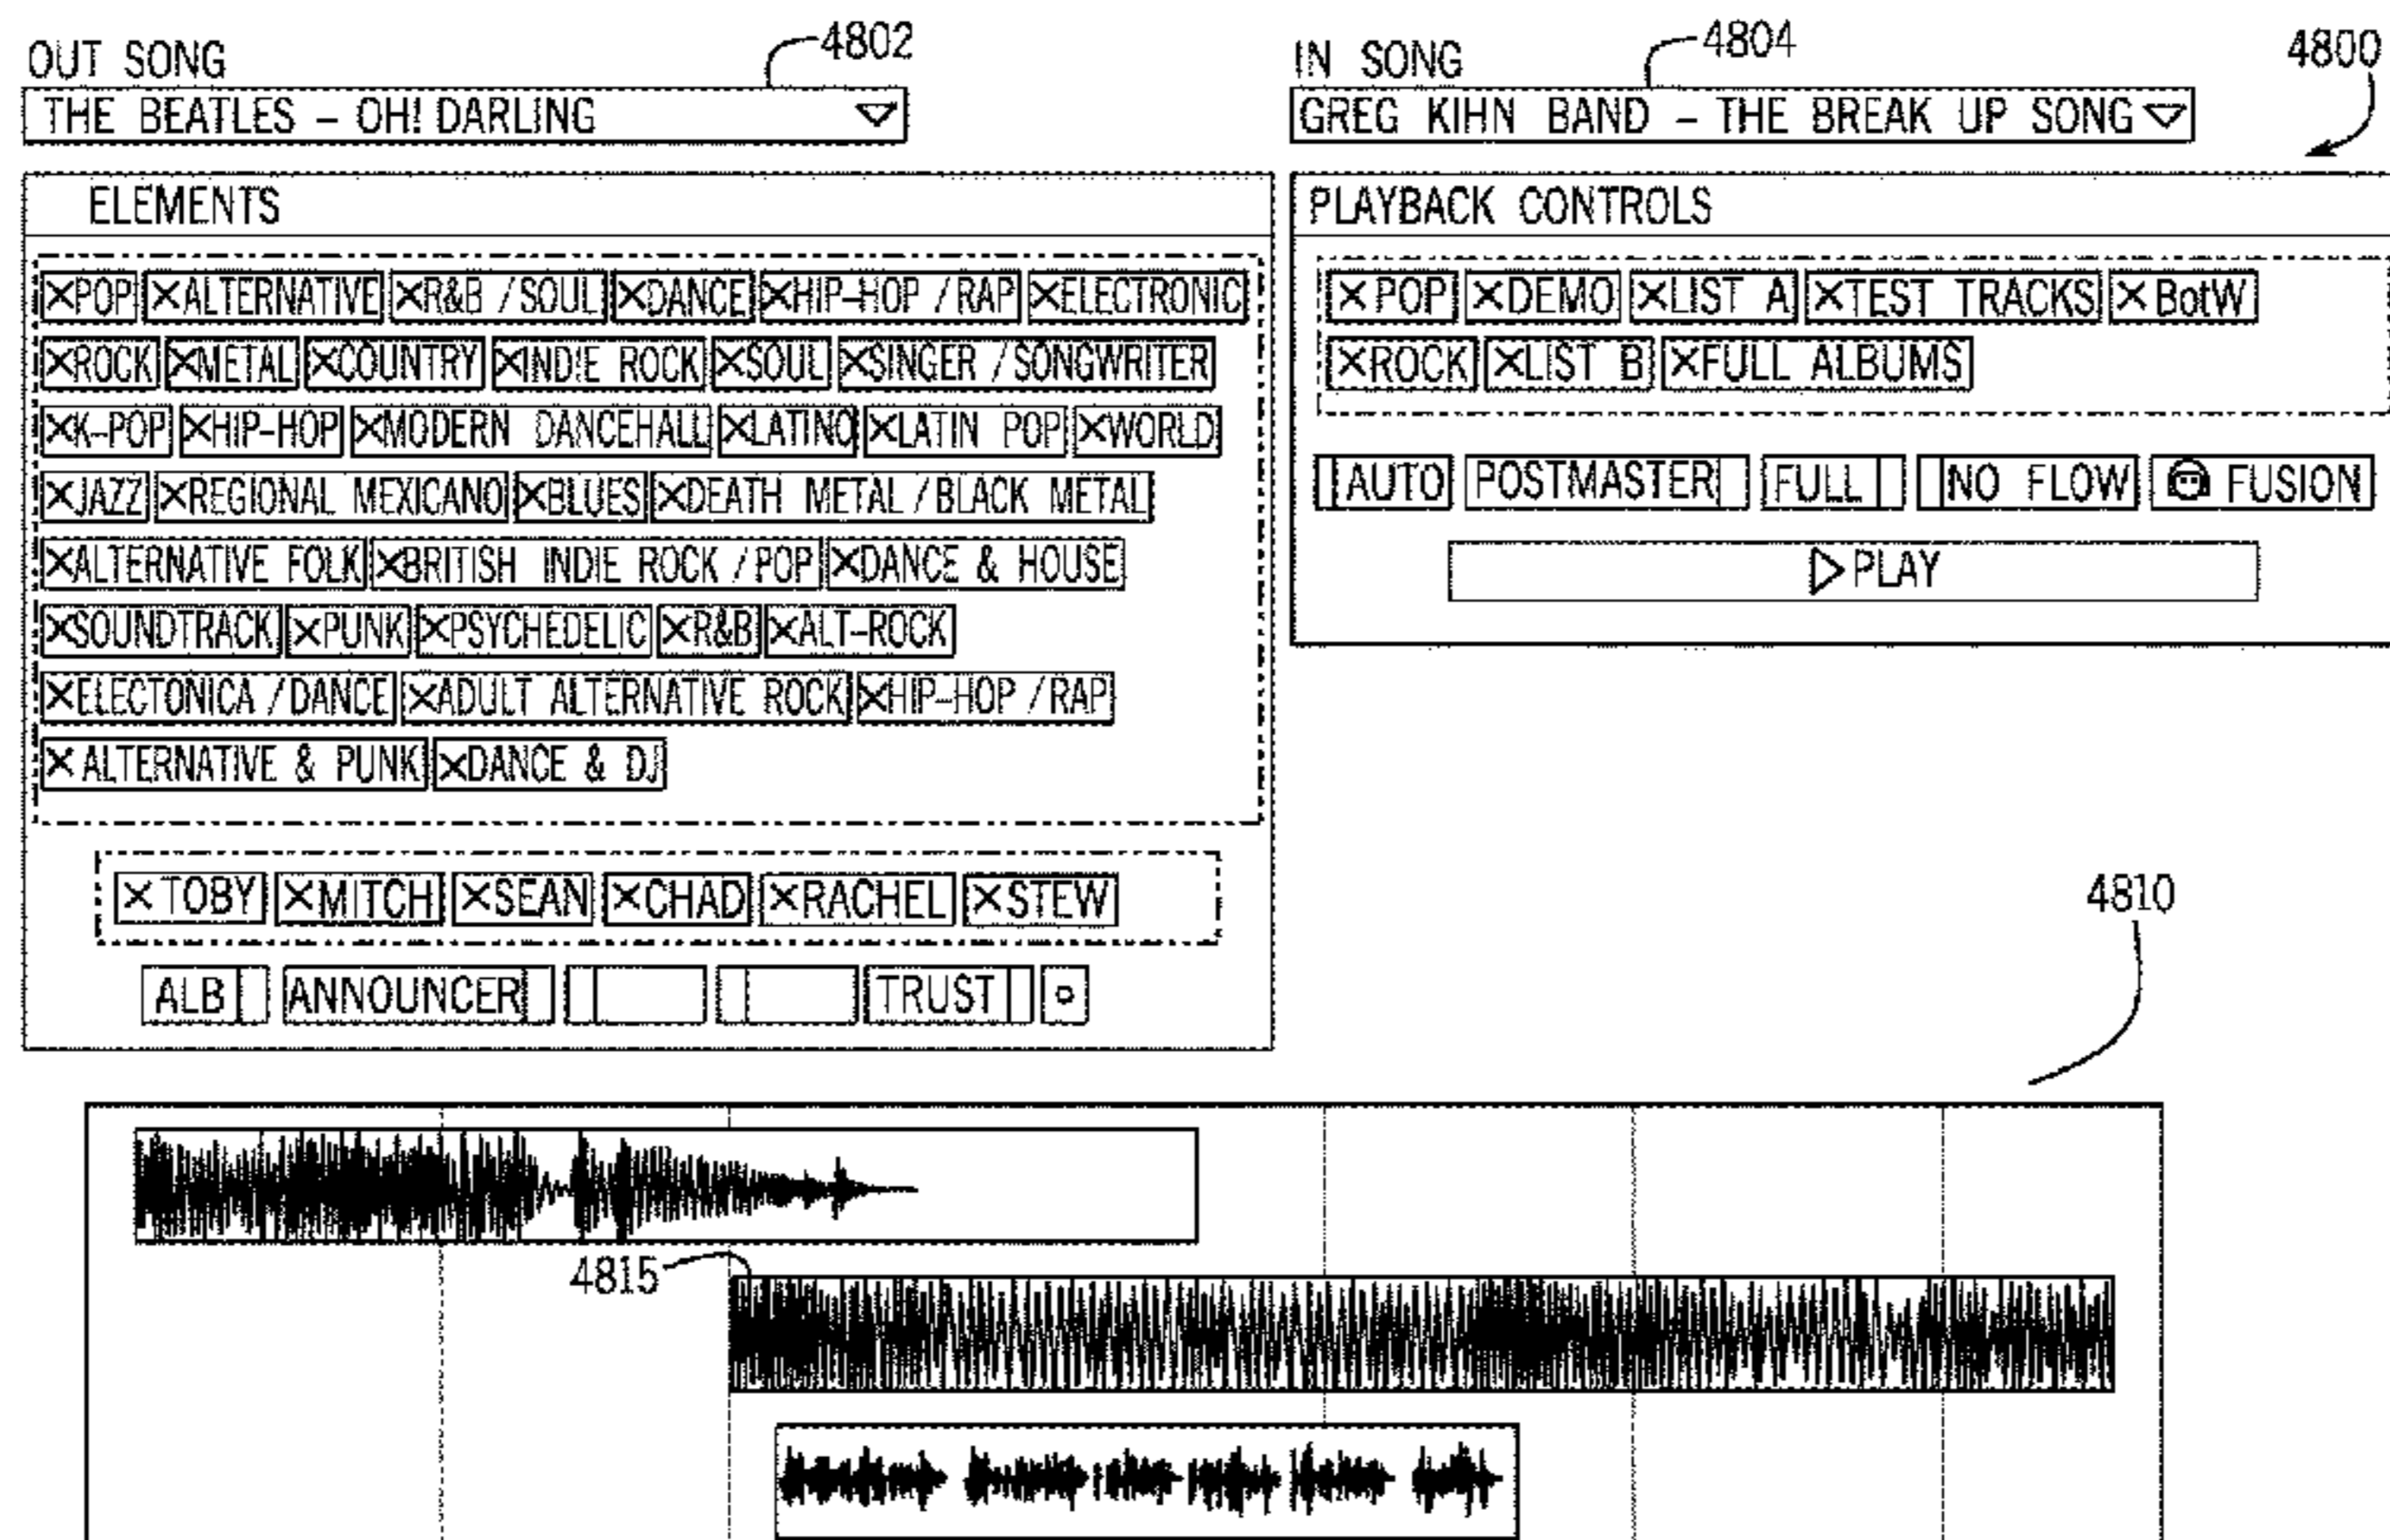 OUT SONG
4802
THE BEATLES – OH! DARLING
IN SONG
4804
4800
GREG KIHN BAND – THE BREAK UP SONG
ELEMENTS
POP ALTERNATIVE R&B / SOUL DANCE HIP-HOP / RAP ELECTRONIC
ROCK METAL COUNTRY INDIE ROCK SOUL SINGER / SONGWRITER
K-POP HIP-HOP MODERN DANCEHALL LATINO LATIN POP WORLD
JAZZ REGIONAL MEXICANO BLUES DEATH METAL / BLACK METAL
ALTERNATIVE FOLK BRITISH INDIE ROCK / POP DANCE & HOUSE
SOUNDTRACK PUNK PSYCHEDELIC R&B ALT-ROCK
ELECTONICA / DANCE ADULT ALTERNATIVE ROCK HIP-HOP / RAP
ALTERNATIVE & PUNK DANCE & DJ
TOBY MITCH SEAN CHAD RACHEL STEW
ALB ANNOUNCER TRUST
PLAYBACK CONTROLS
POP DEMO LIST A TEST TRACKS BotW
ROCK LIST B FULL ALBUMS
AUTO POSTMASTER FULL NO FLOW FUSION
PLAY
4810
4815